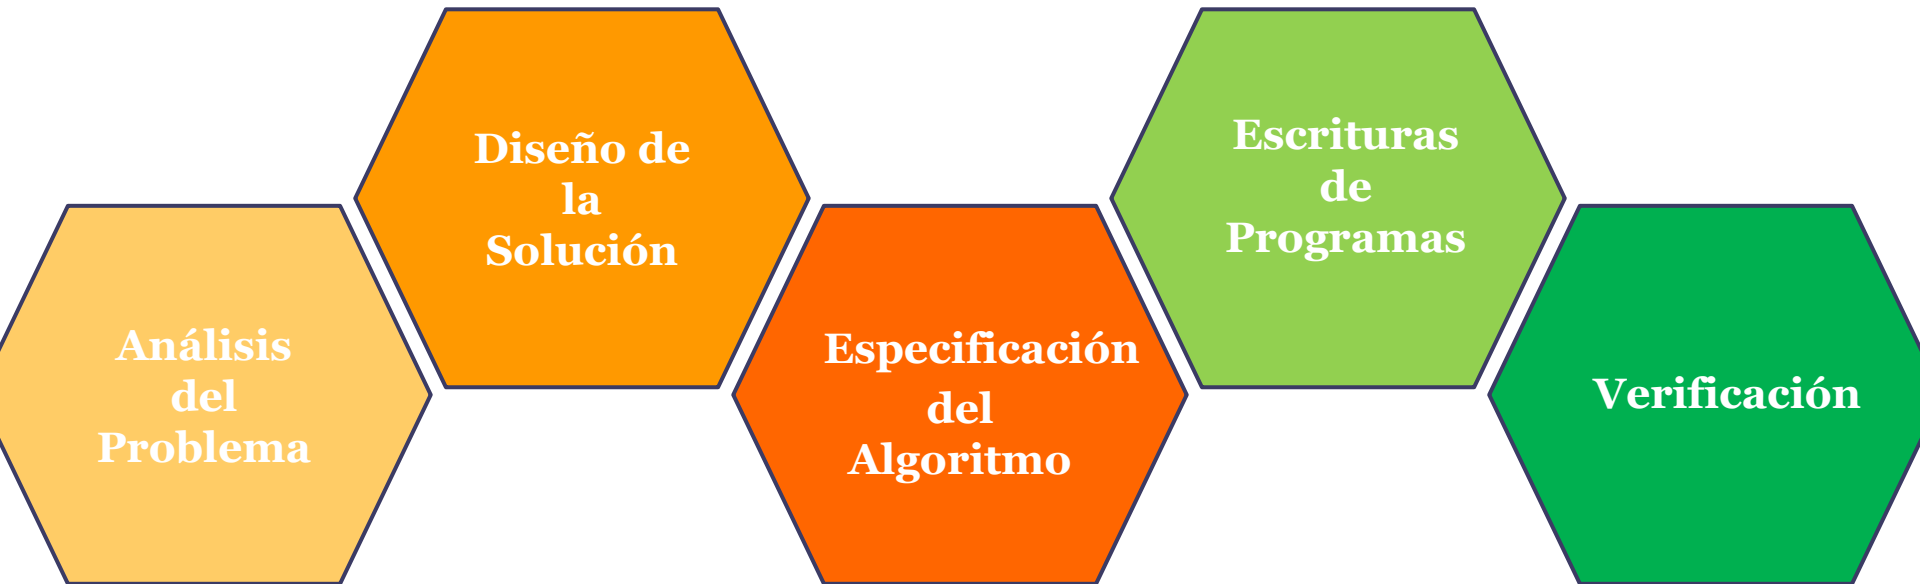 Análisis
del
Problema
Diseño de
la
Solución
Especificación
del
Algoritmo
Escrituras
de
Programas
Verificación